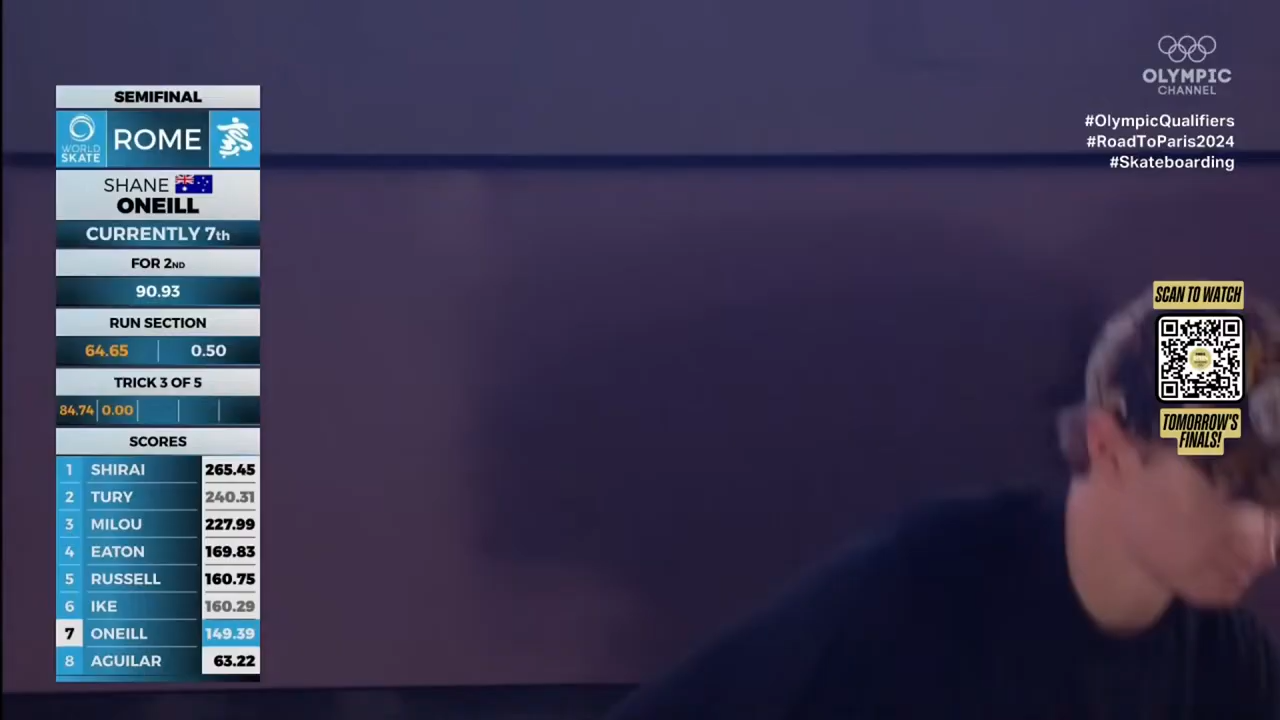 SEMIFINAL
WORLD SKATE
ROME
SHANE
ONEILL
CURRENTLY 7th
FOR 2ND
90.93
RUN SECTION
64.65 0.50
TRICK 3 OF 5
84.74 0.00
SCORES
1 SHIRAI 265.45
2 TURY 240.31
3 MILOU 227.99
4 EATON 169.83
5 RUSSELL 160.75
6 IKE 160.29
7 ONEILL 149.39
8 AGUILAR 63.22
OLYMPIC
CHANNEL
#OlympicQualifiers
#RoadToParis2024
#Skateboarding
SCAN TO WATCH
TOMORROW'S
FINALS!